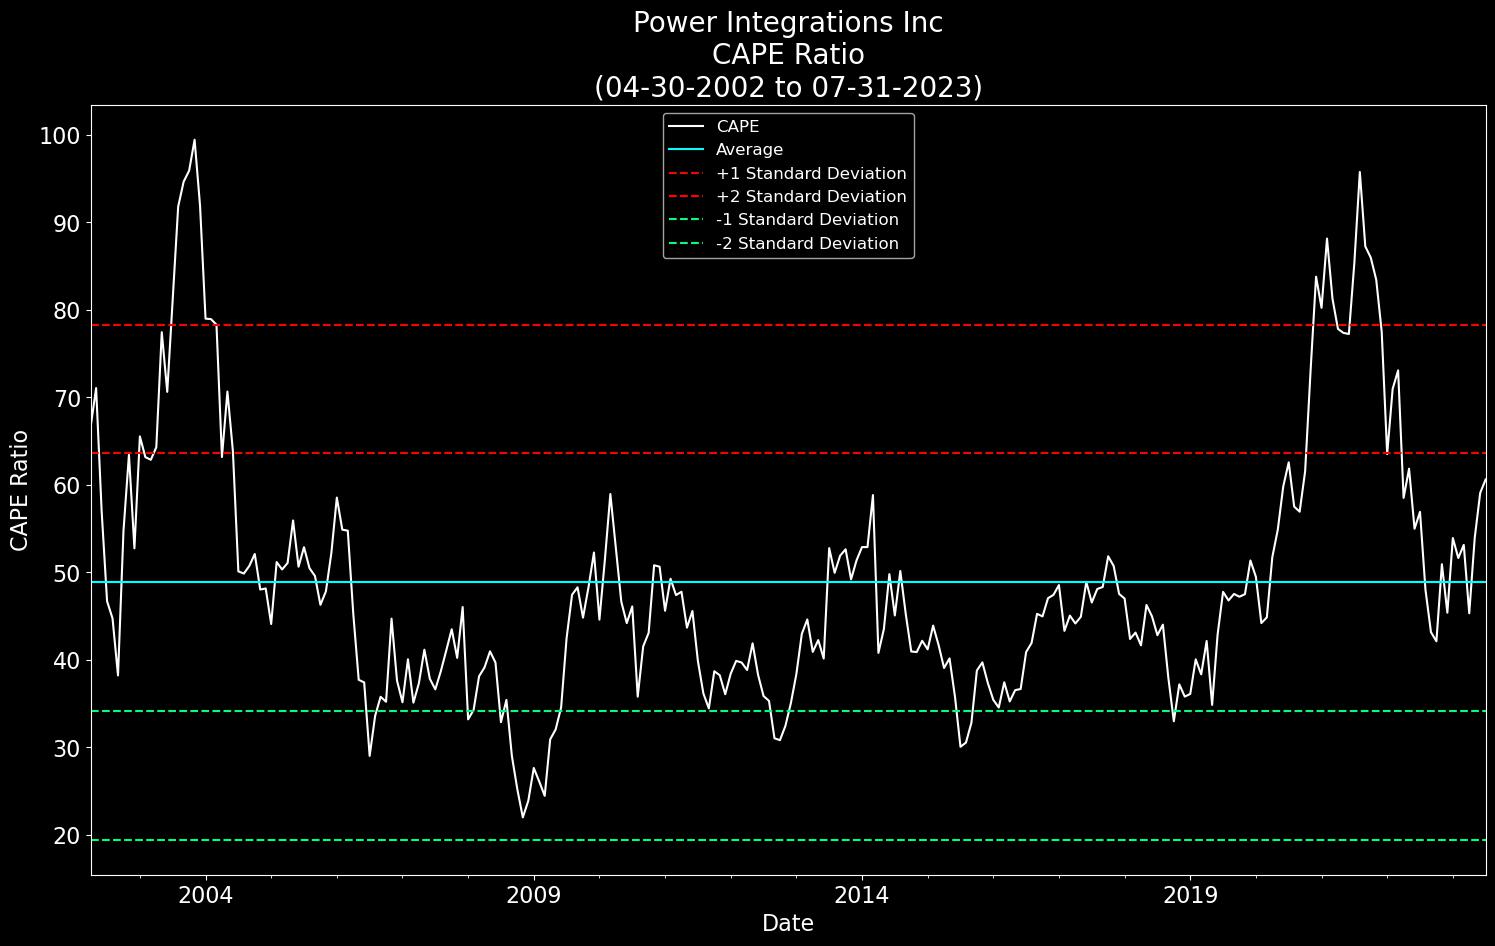 Power Integrations Inc
CAPE Ratio
(04-30-2002 to 07-31-2023)
CAPE
Average
+1 Standard Deviation
+2 Standard Deviation
-1 Standard Deviation
-2 Standard Deviation
CAPE Ratio
100
90
80
70
60
50
40
30
20
2004
2009
2014
2019
Date